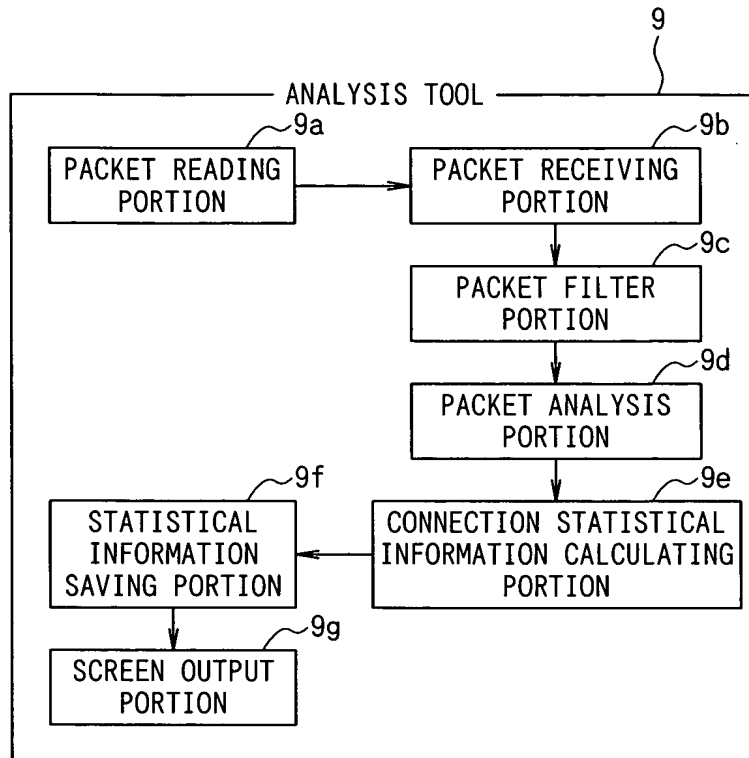 9
ANALYSIS TOOL
9a
PACKET READING
PORTION
9b
PACKET RECEIVING
PORTION
9c
PACKET FILTER
PORTION
9d
PACKET ANALYSIS
PORTION
9e
CONNECTION STATISTICAL
INFORMATION CALCULATING
PORTION
9f
STATISTICAL
INFORMATION
SAVING PORTION
9g
SCREEN OUTPUT
PORTION